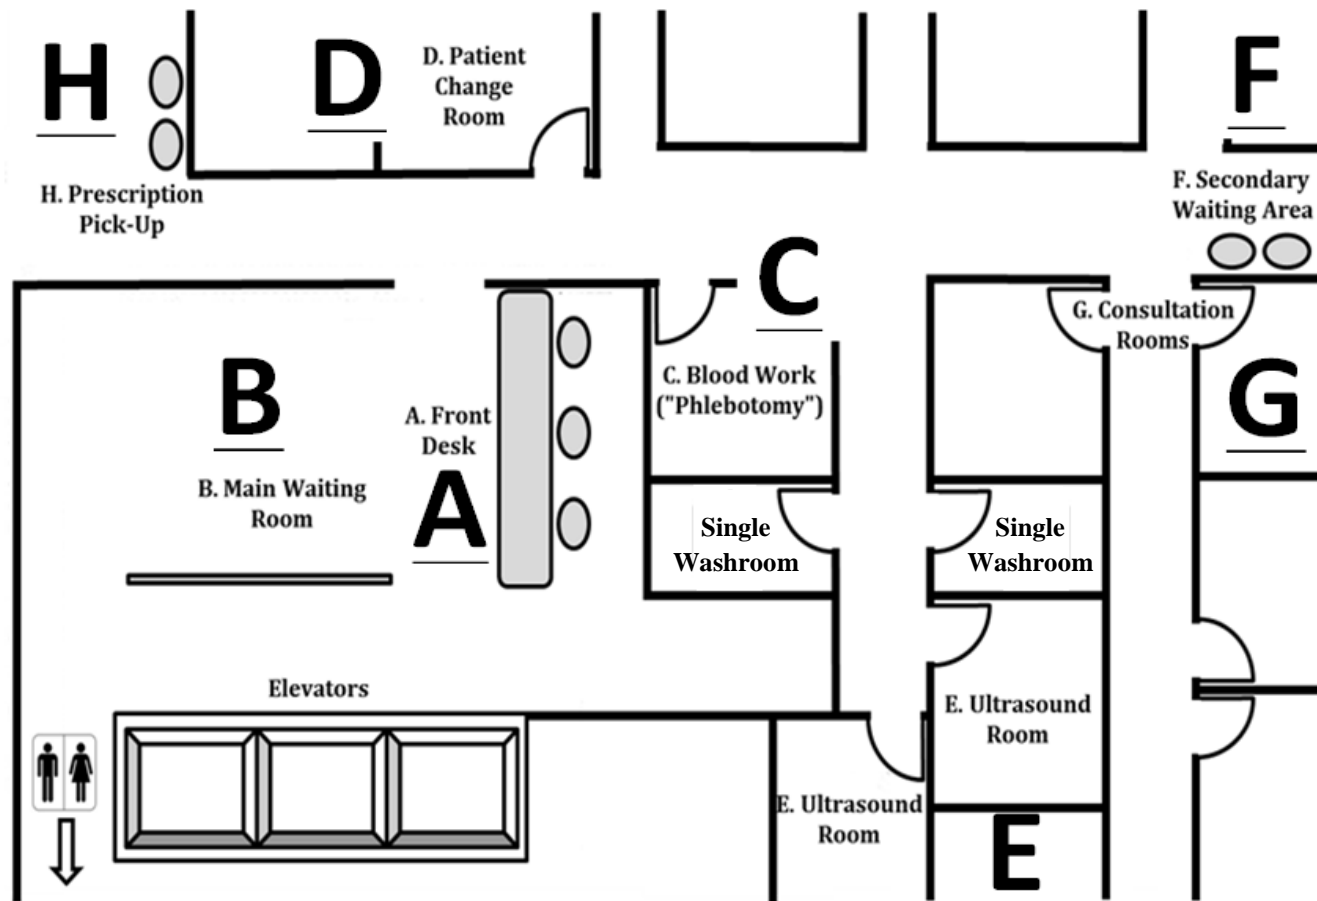 H
D
D. Patient
Change
Room
F
H. Prescription
Pick-Up
F. Secondary
Waiting Area
C
G. Consultation
Rooms
B
A. Front
Desk
C. Blood Work
("Phlebotomy")
G
B. Main Waiting
Room
A
Single
Washroom
Single
Washroom
Elevators
E. Ultrasound
Room
E. Ultrasound
Room
E